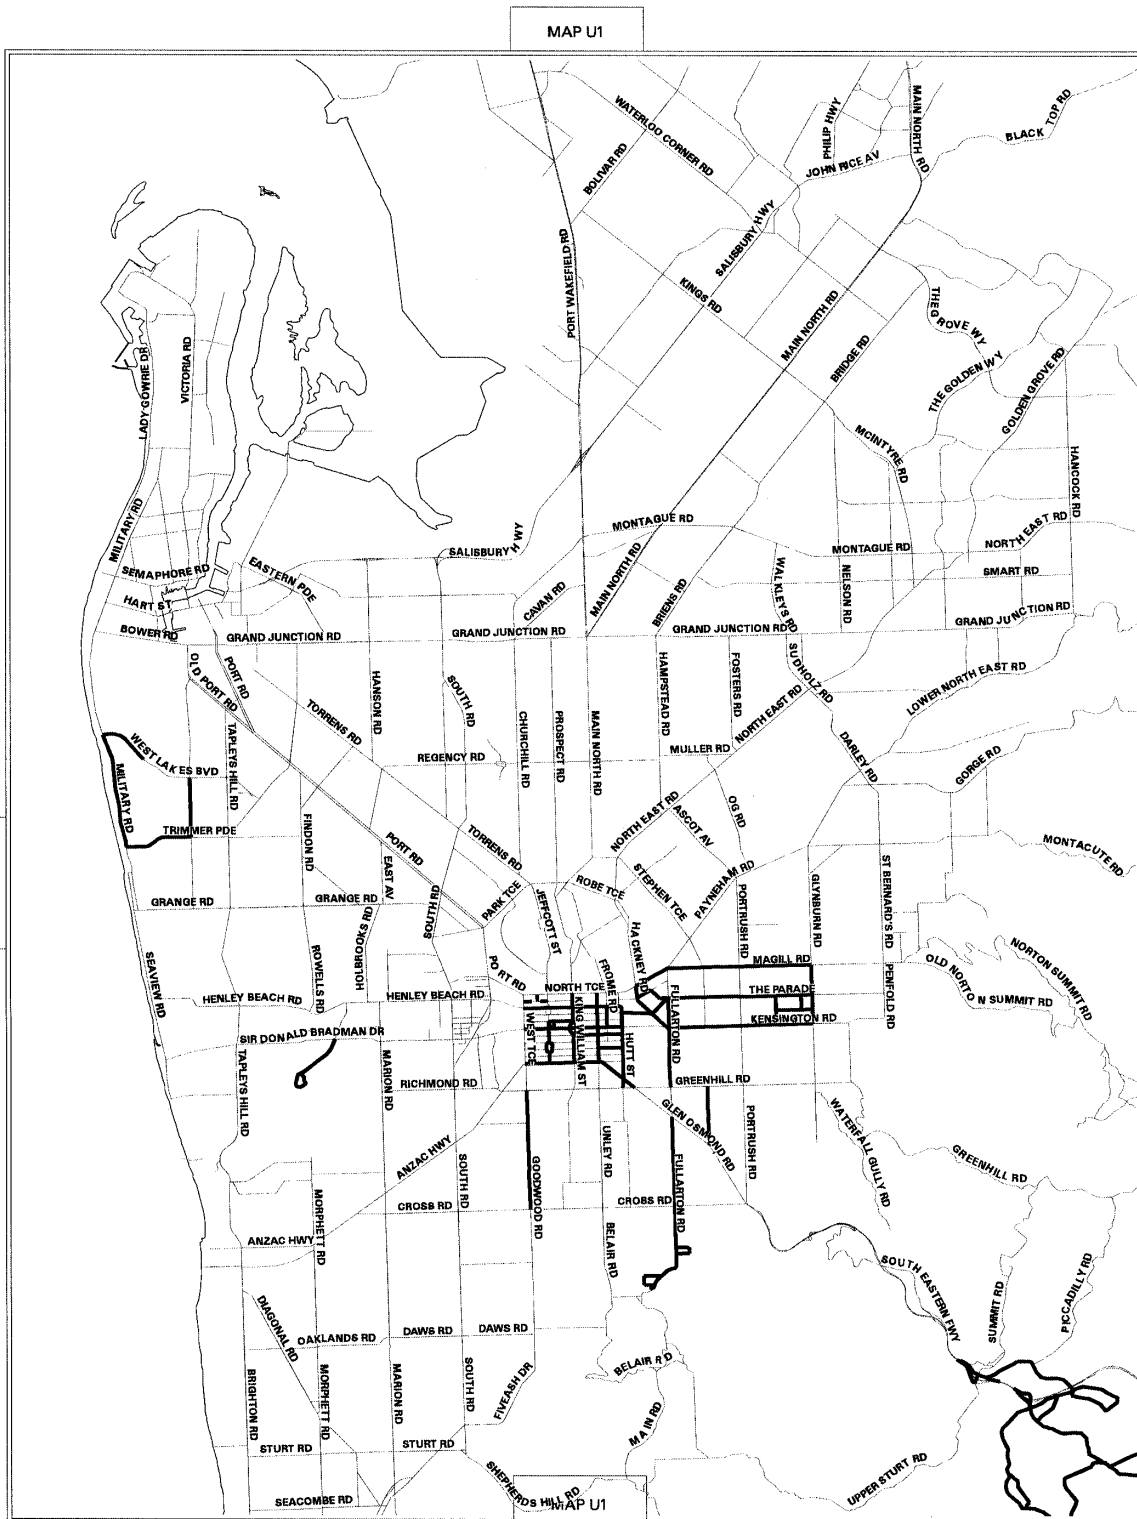 MAP U1
WATERLOO CORNER RD
BOLIVAR RD
PHILIP HWY
MAIN NORTH RD
BLACK TOP RD
JOHN RICE AV
PORT WAKEFIELD RD
SALISBURY HWY
KINGS RD
MAIN NORTH RD
BRIDGE RD
THE GROVE WY
THE GOLDEN WY
GOLDEN GROVE RD
LADY GOWRIE DR
VICTORIA RD
MCINTYRE RD
HANCOCK RD
MILITARY RD
SALISBURY HWY
MONTAGUE RD
MONTAGUE RD
NORTH EAST RD
SEMAPHORE RD
EASTERN PDE
HART ST
BOWER RD
CAVAN RD
MAIN NORTH RD
BRIENS RD
WALKLEYS RD
NELSON RD
SMART RD
GRAND JUNCTION RD
GRAND JUNCTION RD
GRAND JUNCTION RD
GRAND JUNCTION RD
OLD PORT RD
PORT RD
TORRENS RD
HANSON RD
SOUTH RD
CHURCHILL RD
PROSPECT RD
MAIN NORTH RD
HAMPSTEAD RD
FOSTERS RD
NORTH EAST RD
SUDHOLZ RD
LOWER NORTH EAST RD
WEST LAKES BVD
TAPLEYS HILL RD
REGENCY RD
MULLER RD
DARLEY RD
GORGE RD
MILITARY RD
TRIMMER PDE
FINDON RD
PORT RD
EAST AV
TORRENS RD
NORTH EAST RD
ASCOT AV
OG RD
MONTACUTE RD
GRANGE RD
GRANGE RD
HOLBROOKS RD
SOUTH RD
PARK TCE
JEFFCOTT ST
ROBE TCE
STEPHEN TCE
PAYNEHAM RD
PORTRUSH RD
GLYNBURN RD
ST BERNARD'S RD
SEAVIEW RD
ROWELLS RD
PORT RD
FROME RD
HACKNEY RD
MAGILL RD
PENFOLD RD
OLD NORTON SUMMIT RD
NORTON SUMMIT RD
HENLEY BEACH RD
HENLEY BEACH RD
NORTH TCE
THE PARADE
SIR DONALD BRADMAN DR
WEST TCE
KING WILLIAM ST
HUTT ST
FULLARTON RD
KENSINGTON RD
TAPLEYS HILL RD
MARION RD
RICHMOND RD
GREENHILL RD
GLEN OSMOND RD
PORTRUSH RD
WATERFALL GULLY RD
GREENHILL RD
ANZAC HWY
SOUTH RD
GOODWOOD RD
UNLEY RD
FULLARTON RD
MORPHETT RD
CROSS RD
CROSS RD
ANZAC HWY
BELAIR RD
SOUTH EASTERN FWY
SUMMIT RD
PICCADILLY RD
DIAGONAL RD
OAKLANDS RD
DAWS RD
DAWS RD
BELAIR RD
BRIGHTON RD
MORPHETT RD
MARION RD
SOUTH RD
FIVEASH DR
MAIN RD
STURT RD
STURT RD
SHEPHERDS HILL RD
UPPER STURT RD
SEACOMBE RD
MAP U1